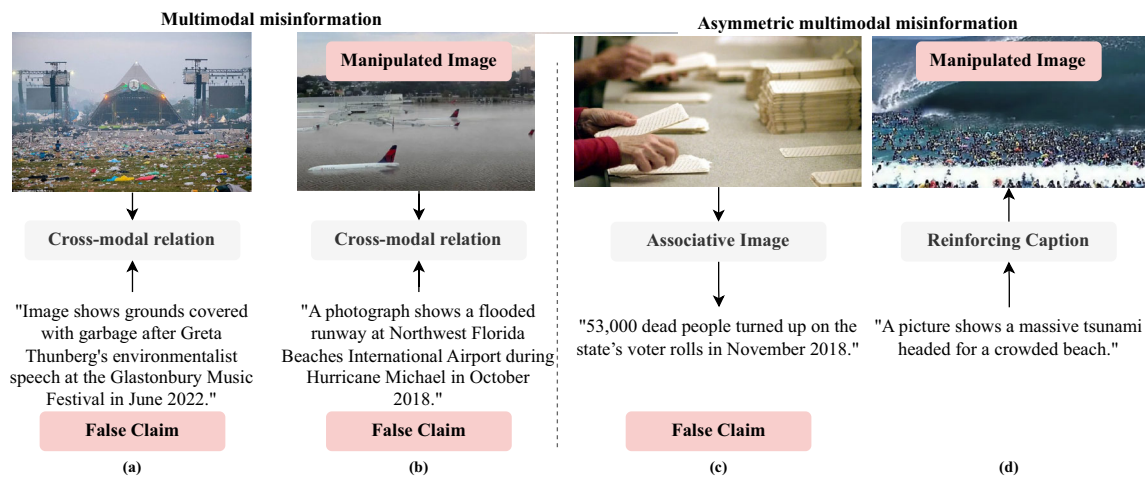 Multimodal misinformation
Asymmetric multimodal misinformation
Manipulated Image
Manipulated Image
Cross-modal relation
Cross-modal relation
Associative Image
Reinforcing Caption
"Image shows grounds covered
with garbage after Greta
Thunberg's environmentalist
speech at the Glastonbury Music
Festival in June 2022."
False Claim
(a)
"A photograph shows a flooded
runway at Northwest Florida
Beaches International Airport during
Hurricane Michael in October
2018."
False Claim
(b)
"53,000 dead people turned up on the
state’s voter rolls in November 2018."
False Claim
(c)
"A picture shows a massive tsunami
headed for a crowded beach."
(d)